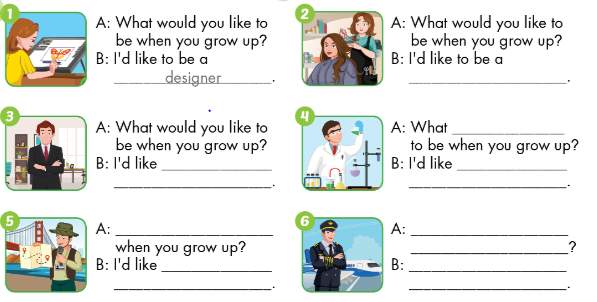 1
A: What would you like to
be when you grow up?
B: I'd like to be a
designer.
2
A: What would you like to
be when you grow up?
B: I'd like to be a
____________________.
3
A: What would you like to
be when you grow up?
B: I'd like ______________
____________________.
4
A: What ______________
to be when you grow up?
B: I'd like ______________
____________________.
5
A: ____________________
when you grow up?
B: I'd like ______________
____________________.
6
A: ____________________
____________________?
B: ____________________
____________________.